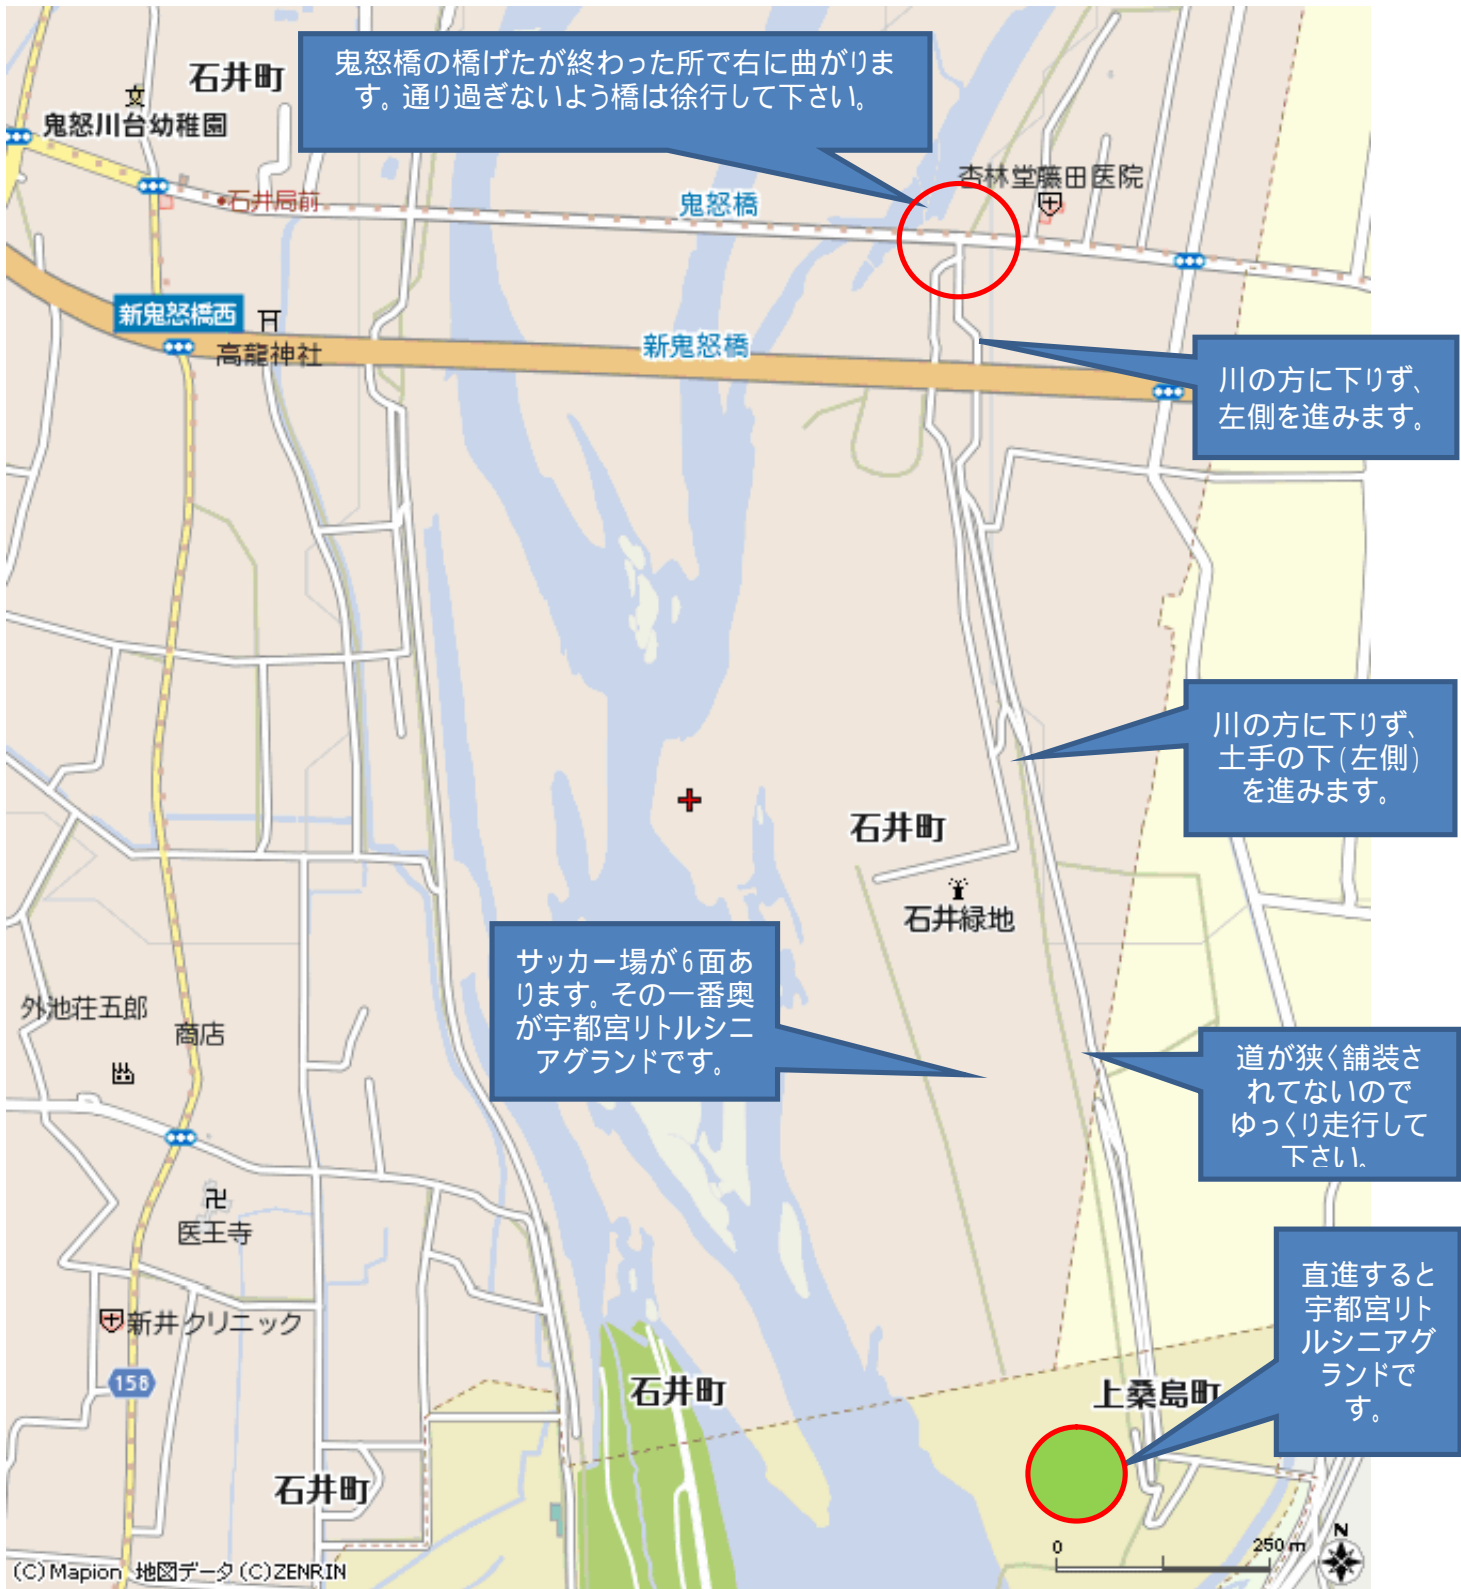 鬼怒橋の橋げたが終わった所で右に曲がりま
す。通り過ぎないよう橋は徐行して下さい。
石井町
鬼怒川台幼稚園
石井局前
鬼怒橋
杏林堂藤田医院
新鬼怒橋西
高龍神社
新鬼怒橋
川の方に下りず、
左側を進みます。
川の方に下りず、
土手の下(左側)
を進みます。
石井町
石井緑地
サッカー場が6面あ
ります。その一番奥
が宇都宮リトルシニ
アグランドです。
外池荘五郎
商店
道が狭く舗装さ
れてないので
ゆっくり走行して
下さい。
医王寺
直進すると
宇都宮リト
ルシニアグ
ランドで
す。
新井クリニック
158
石井町
上桑島町
石井町
0
250 m
N
(C)Mapion 地図データ(C)ZENRIN